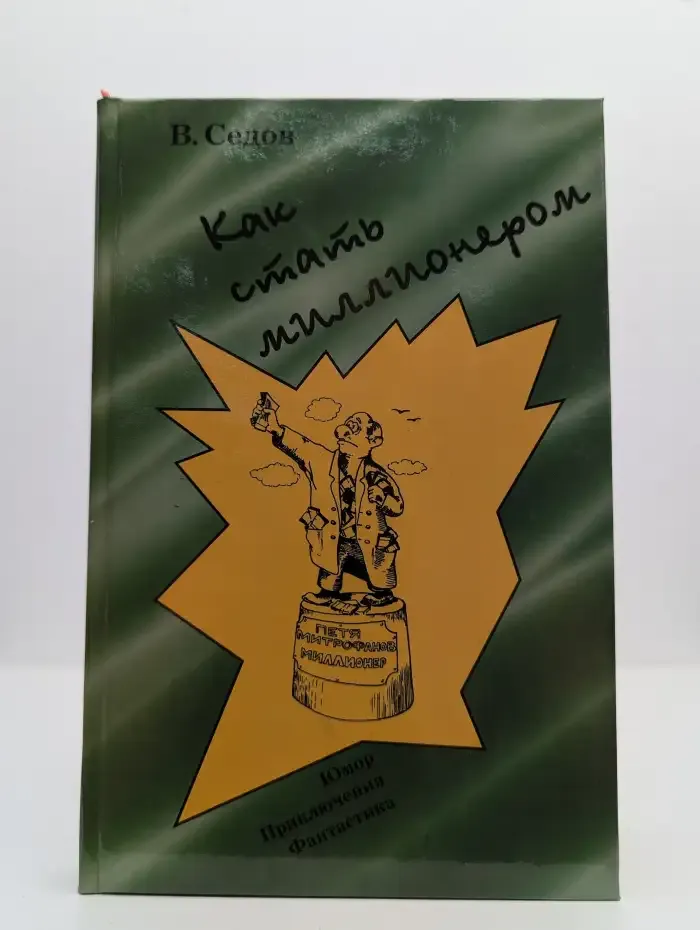 В. Седов
Как
стать
миллионером
ПЕТЯ
МИТРОФАНОВ
МИЛЛИОНЕР
Юмор
Приключения
Фантастика